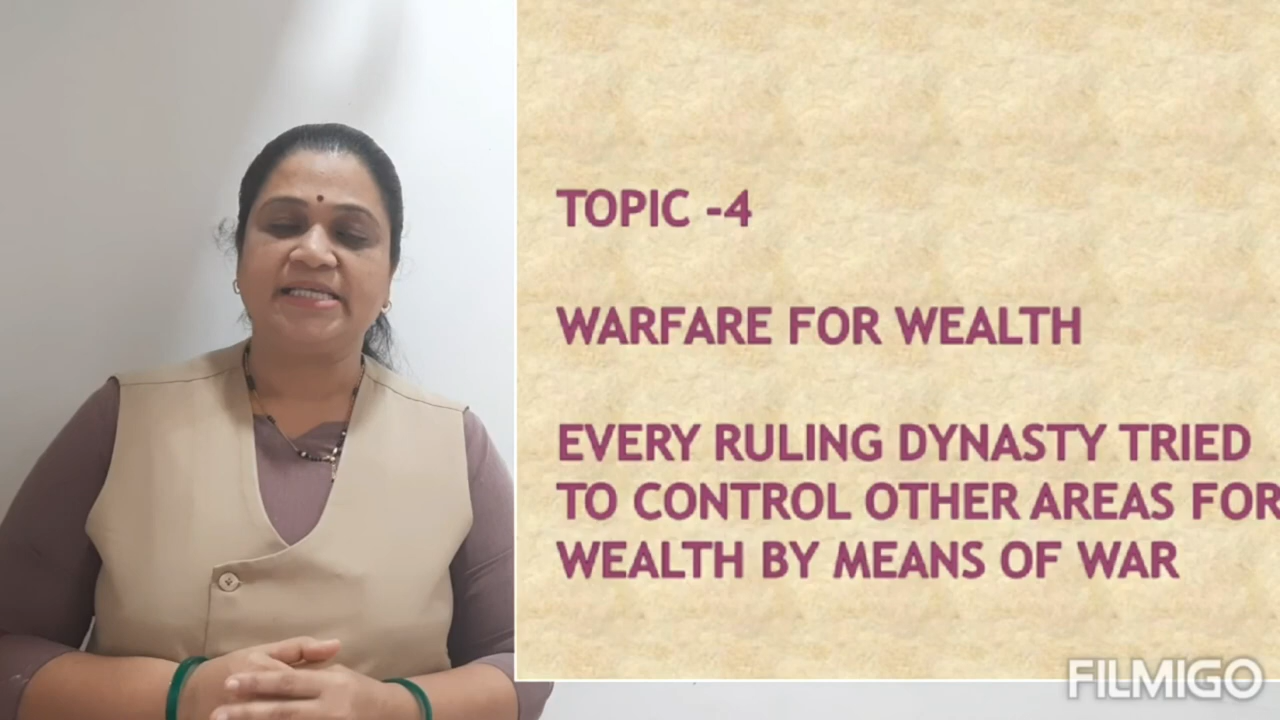 TOPIC -4
WARFARE FOR WEALTH
EVERY RULING DYNASTY TRIED
TO CONTROL OTHER AREAS FOR
WEALTH BY MEANS OF WAR
FILMIGO